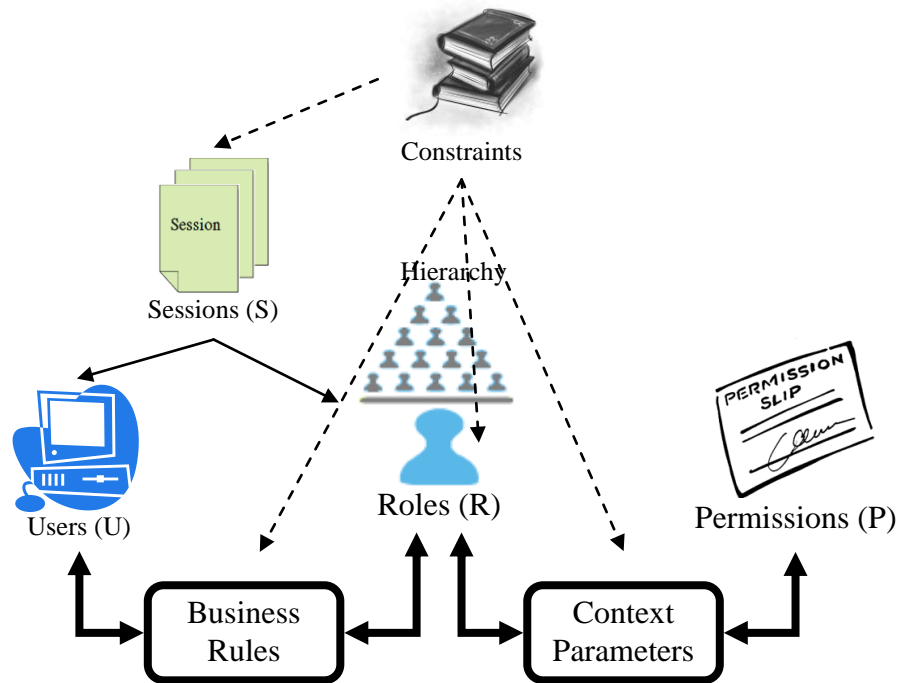 Constraints
Session
Hierarchy
Sessions (S)
PERMISSION
SLIP
Users (U)
Roles (R)
Permissions (P)
Business
Rules
Context
Parameters